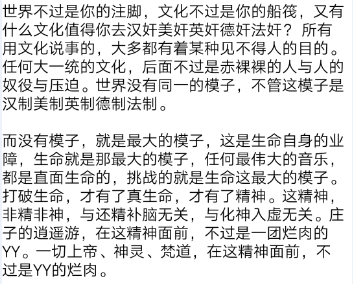 世界不过是你的注脚，文化不过是你的船筏，又有
什么文化值得你去汉奸美奸英奸德奸法奸？ 所有
用文化说事的，大多都有着某种见不得人的目的。
任何大一统的文化，后面不过是赤裸裸的人与人的
奴役与压迫。世界没有同一的模子，不管这模子是
汉制美制英制德制法制。
而没有模子，就是最大的模子，这是生命自身的业
障，生命就是那最大的模子，任何最伟大的音乐，
都是直面生命的，挑战的就是生命这最大的模子。
打破生命，才有了真生命，才有了精神。这精神，
非精非神，与还精补脑无关，与化神入虚无关。庄
子的逍遥游，在这精神面前，不过是一团烂肉的
YY。一切上帝、神灵、梵道，在这精神面前，不
过是YY的烂肉。